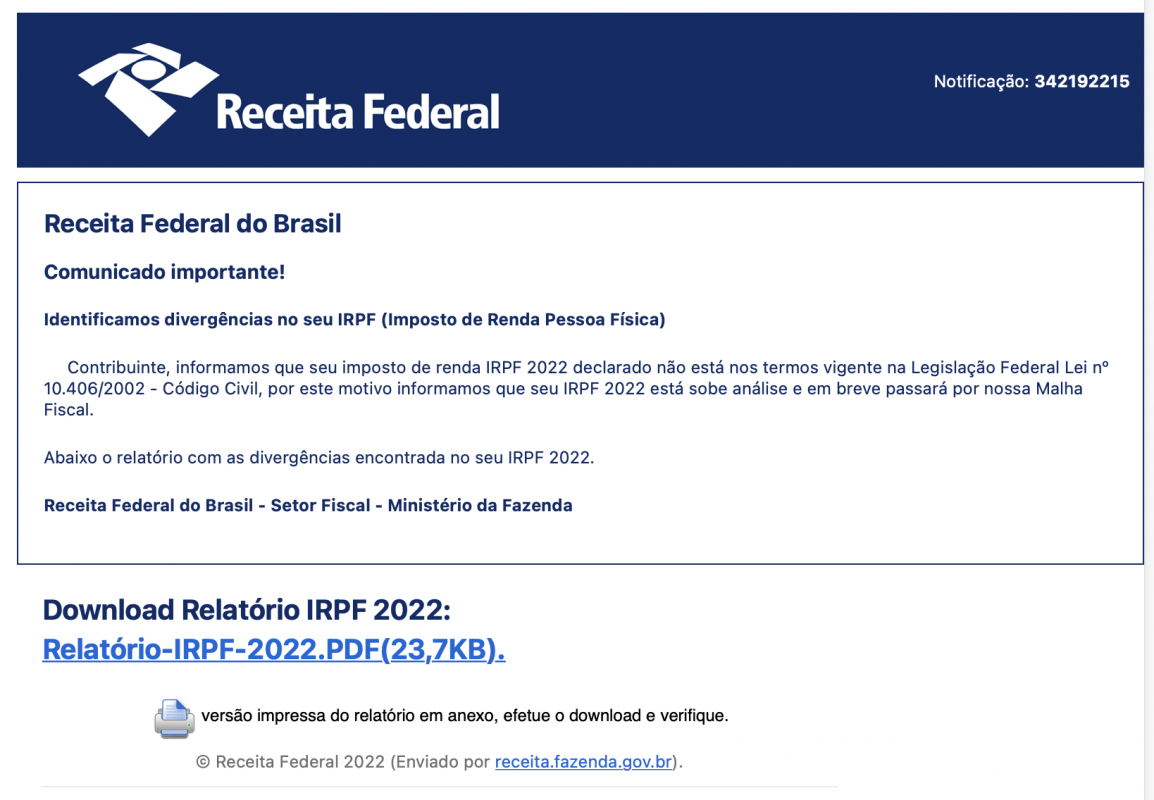 Receita Federal
Notificação: 342192215
Receita Federal do Brasil
Comunicado importante!
Identificamos divergências no seu IRPF (Imposto de Renda Pessoa Física)
Contribuinte, informamos que seu imposto de renda IRPF 2022 declarado não está nos termos vigente na Legislação Federal Lei nº
10.406/2002 - Código Civil, por este motivo informamos que seu IRPF 2022 está sobe análise e em breve passará por nossa Malha
Fiscal.
Abaixo o relatório com as divergências encontrada no seu IRPF 2022.
Receita Federal do Brasil - Setor Fiscal - Ministério da Fazenda
Download Relatório IRPF 2022:
Relatório-IRPF-2022.PDF(23,7KB).
versão impressa do relatório em anexo, efetue o download e verifique.
© Receita Federal 2022 (Enviado por receita.fazenda.gov.br).